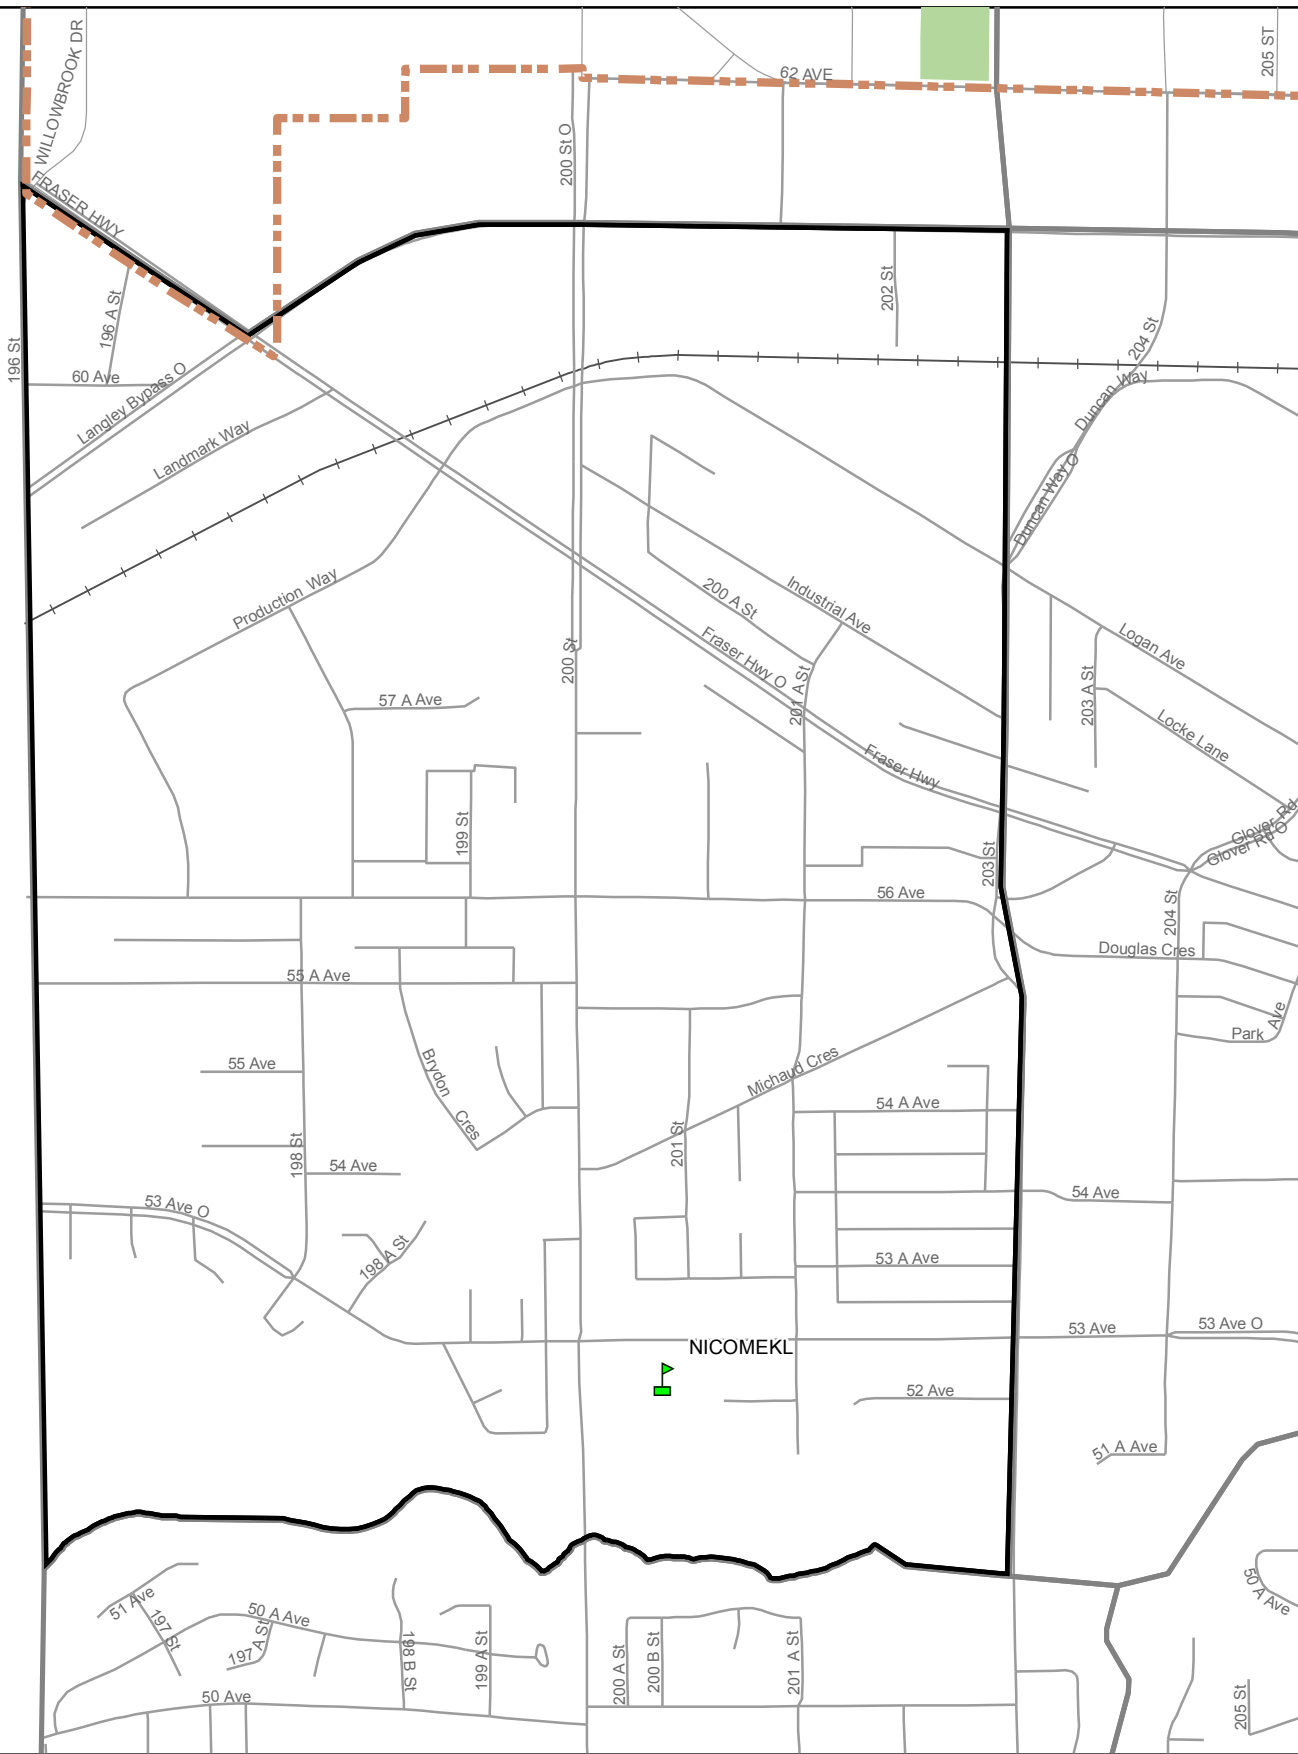 WILLOWBROOK DR
205 ST
62 AVE
200 St O
FRASER HWY
202 St
196 A St
204 St
196 St
60 Ave
Langley Bypass O
Duncan Way
Landmark Way
Duncan Way O
Production Way
200 A St
Industrial Ave
Logan Ave
200 St
Fraser Hwy O
201 A St
203 A St
57 A Ave
Locke Lane
Fraser Hwy
199 St
Glover Rd
Glover Rd O
203 St
56 Ave
204 St
Douglas Cres
55 A Ave
Park Ave
55 Ave
Brydon Cres
Michaud Cres
54 A Ave
201 St
198 St
54 Ave
54 Ave
53 Ave O
198 A St
53 A Ave
53 Ave
53 Ave O
NICOMEKL
52 Ave
51 A Ave
50 A Ave
51 Ave
197 St
50 A Ave
197 A St
198 B St
199 A St
200 A St
200 B St
201 A St
50 Ave
205 St